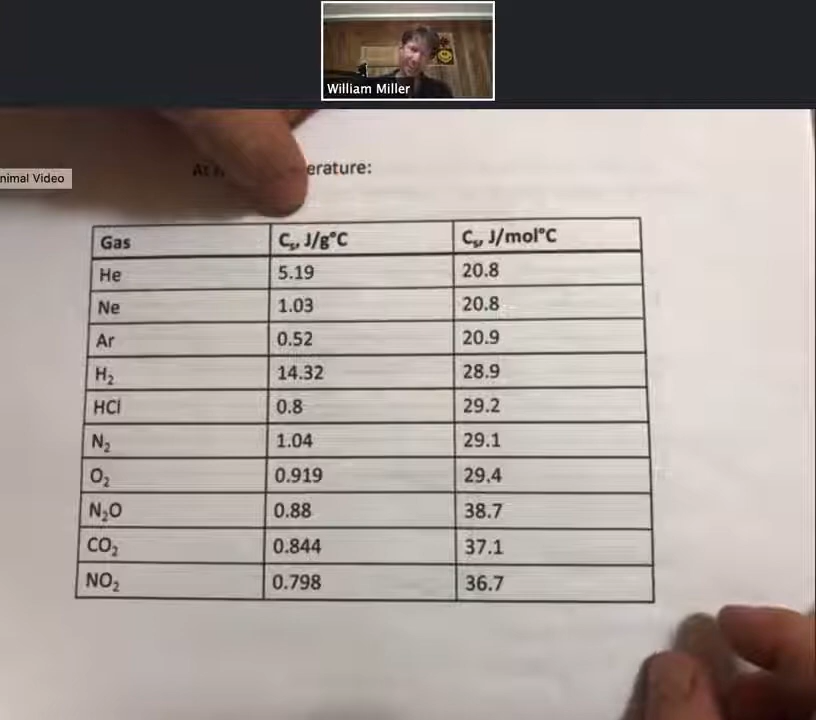 William Miller
nimal Video
At erature:
Gas Cₛ, J/g°C Cₛ, J/mol°C
He 5.19 20.8
Ne 1.03 20.8
Ar 0.52 20.9
H₂ 14.32 28.9
HCl 0.8 29.2
N₂ 1.04 29.1
O₂ 0.919 29.4
N₂O 0.88 38.7
CO₂ 0.844 37.1
NO₂ 0.798 36.7